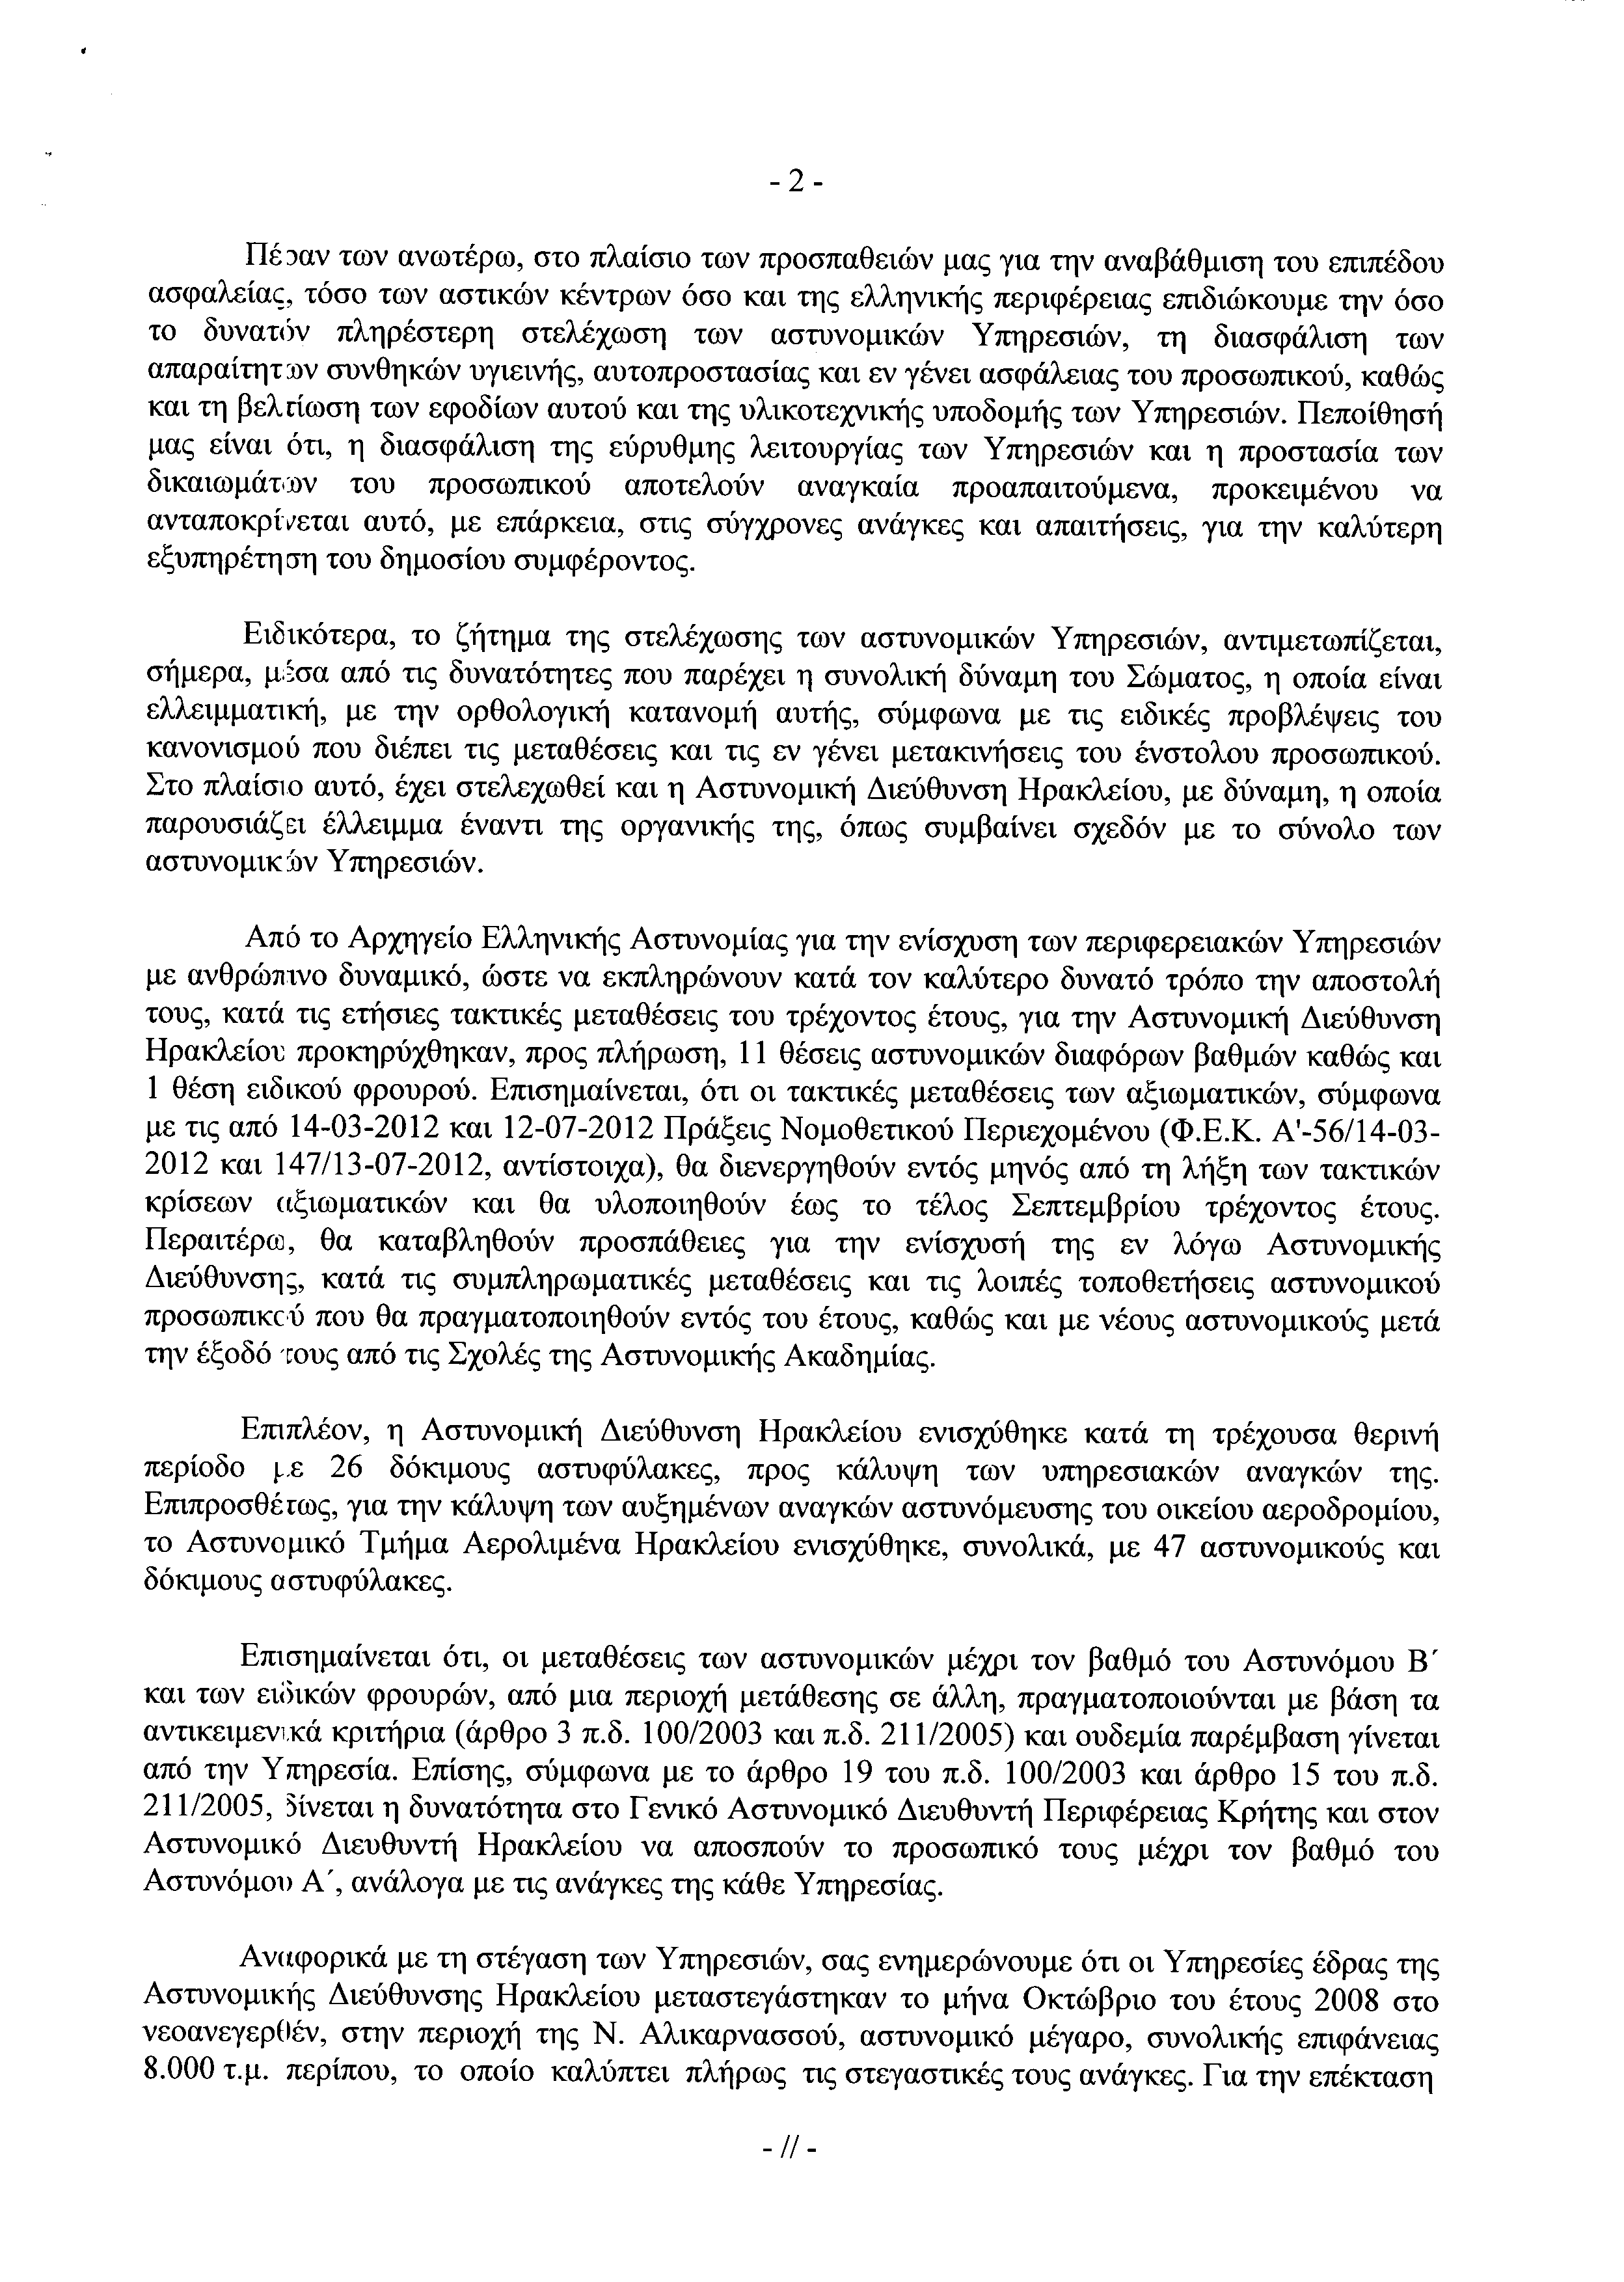 - 2 -
Πέραν των ανωτέρω, στο πλαίσιο των προσπαθειών μας για την αναβάθμιση του επιπέδου
ασφαλείας, τόσο των αστικών κέντρων όσο και της ελληνικής περιφέρειας επιδιώκουμε την όσο
το δυνατόν πληρέστερη στελέχωση των αστυνομικών Υπηρεσιών, τη διασφάλιση των
απαραίτητων συνθηκών υγιεινής, αυτοπροστασίας και εν γένει ασφάλειας του προσωπικού, καθώς
και τη βελτίωση των εφοδίων αυτού και της υλικοτεχνικής υποδομής των Υπηρεσιών. Πεποίθησή
μας είναι ότι, η διασφάλιση της εύρυθμης λειτουργίας των Υπηρεσιών και η προστασία των
δικαιωμάτων του προσωπικού αποτελούν αναγκαία προαπαιτούμενα, προκειμένου να
ανταποκρίνεται αυτό, με επάρκεια, στις σύγχρονες ανάγκες και απαιτήσεις, για την καλύτερη
εξυπηρέτηση του δημοσίου συμφέροντος.
Ειδικότερα, το ζήτημα της στελέχωσης των αστυνομικών Υπηρεσιών, αντιμετωπίζεται,
σήμερα, μέσα από τις δυνατότητες που παρέχει η συνολική δύναμη του Σώματος, η οποία είναι
ελλειμματική, με την ορθολογική κατανομή αυτής, σύμφωνα με τις ειδικές προβλέψεις του
κανονισμού που διέπει τις μεταθέσεις και τις εν γένει μετακινήσεις του ένστολου προσωπικού.
Στο πλαίσιο αυτό, έχει στελεχωθεί και η Αστυνομική Διεύθυνση Ηρακλείου, με δύναμη, η οποία
παρουσιάζει έλλειμμα έναντι της οργανικής της, όπως συμβαίνει σχεδόν με το σύνολο των
αστυνομικών Υπηρεσιών.
Από το Αρχηγείο Ελληνικής Αστυνομίας για την ενίσχυση των περιφερειακών Υπηρεσιών
με ανθρώπινο δυναμικό, ώστε να εκπληρώνουν κατά τον καλύτερο δυνατό τρόπο την αποστολή
τους, κατά τις ετήσιες τακτικές μεταθέσεις του τρέχοντος έτους, για την Αστυνομική Διεύθυνση
Ηρακλείου προκηρύχθηκαν, προς πλήρωση, 11 θέσεις αστυνομικών διαφόρων βαθμών καθώς και
1 θέση ειδικού φρουρού. Επισημαίνεται, ότι οι τακτικές μεταθέσεις των αξιωματικών, σύμφωνα
με τις από 14-03-2012 και 12-07-2012 Πράξεις Νομοθετικού Περιεχομένου (Φ.Ε.Κ. Α'-56/14-03-
2012 και 147/13-07-2012, αντίστοιχα), θα διενεργηθούν εντός μηνός από τη λήξη των τακτικών
κρίσεων αξιωματικών και θα υλοποιηθούν έως το τέλος Σεπτεμβρίου τρέχοντος έτους.
Περαιτέρω, θα καταβληθούν προσπάθειες για την ενίσχυσή της εν λόγω Αστυνομικής
Διεύθυνσης, κατά τις συμπληρωματικές μεταθέσεις και τις λοιπές τοποθετήσεις αστυνομικού
προσωπικού που θα πραγματοποιηθούν εντός του έτους, καθώς και με νέους αστυνομικούς μετά
την έξοδό τους από τις Σχολές της Αστυνομικής Ακαδημίας.
Επιπλέον, η Αστυνομική Διεύθυνση Ηρακλείου ενισχύθηκε κατά τη τρέχουσα θερινή
περίοδο με 26 δόκιμους αστυφύλακες, προς κάλυψη των υπηρεσιακών αναγκών της.
Επιπροσθέτως, για την κάλυψη των αυξημένων αναγκών αστυνόμευσης του οικείου αεροδρομίου,
το Αστυνομικό Τμήμα Αερολιμένα Ηρακλείου ενισχύθηκε, συνολικά, με 47 αστυνομικούς και
δόκιμους αστυφύλακες.
Επισημαίνεται ότι, οι μεταθέσεις των αστυνομικών μέχρι τον βαθμό του Αστυνόμου Β΄
και των ειδικών φρουρών, από μια περιοχή μετάθεσης σε άλλη, πραγματοποιούνται με βάση τα
αντικειμενικά κριτήρια (άρθρο 3 π.δ. 100/2003 και π.δ. 211/2005) και ουδεμία παρέμβαση γίνεται
από την Υπηρεσία. Επίσης, σύμφωνα με το άρθρο 19 του π.δ. 100/2003 και άρθρο 15 του π.δ.
211/2005, δίνεται η δυνατότητα στο Γενικό Αστυνομικό Διευθυντή Περιφέρειας Κρήτης και στον
Αστυνομικό Διευθυντή Ηρακλείου να αποσπούν το προσωπικό τους μέχρι τον βαθμό του
Αστυνόμου Α΄, ανάλογα με τις ανάγκες της κάθε Υπηρεσίας.
Αναφορικά με τη στέγαση των Υπηρεσιών, σας ενημερώνουμε ότι οι Υπηρεσίες έδρας της
Αστυνομικής Διεύθυνσης Ηρακλείου μεταστεγάστηκαν το μήνα Οκτώβριο του έτους 2008 στο
νεοανεγερθέν, στην περιοχή της Ν. Αλικαρνασσού, αστυνομικό μέγαρο, συνολικής επιφάνειας
8.000 τ.μ. περίπου, το οποίο καλύπτει πλήρως τις στεγαστικές τους ανάγκες. Για την επέκταση
- // -